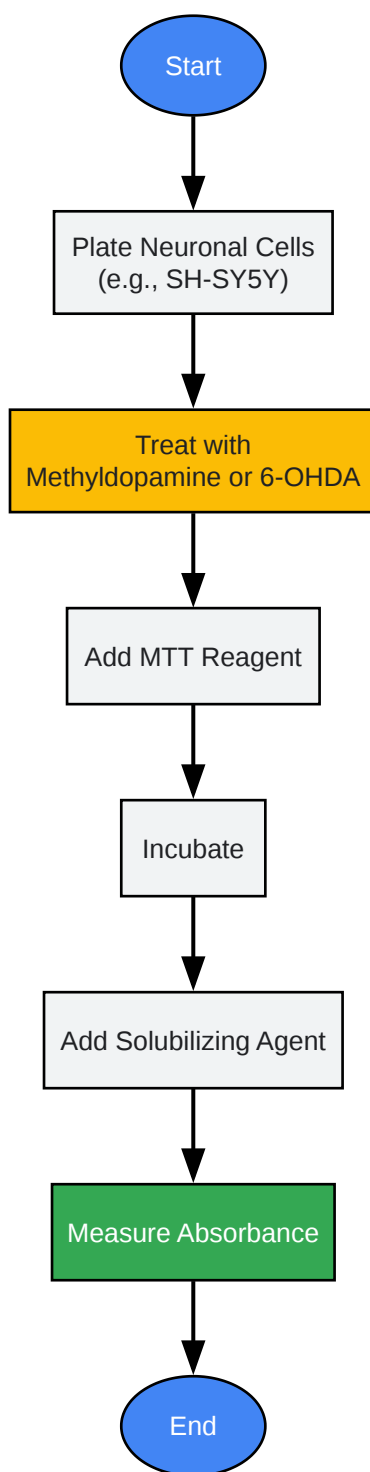 Start
Plate Neuronal Cells
(e.g., SH-SY5Y)
Treat with
Methyldopamine or 6-OHDA
Add MTT Reagent
Incubate
Add Solubilizing Agent
Measure Absorbance
End